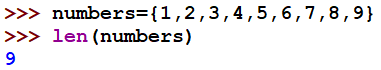 >>> numbers={1,2,3,4,5,6,7,8,9}
>>> len(numbers)
9